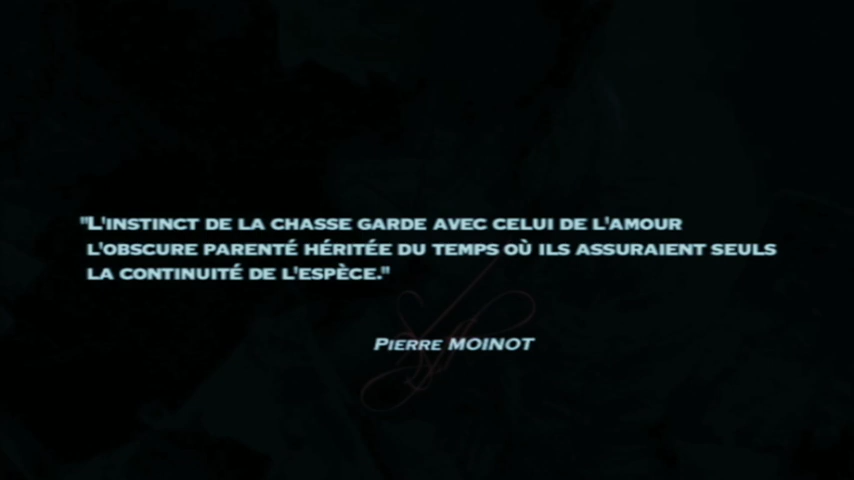 "L'INSTINCT DE LA CHASSE GARDE AVEC CELUI DE L'AMOUR
L'OBSCURE PARENTÉ HÉRITÉE DU TEMPS OÙ ILS ASSURAIENT SEULS
LA CONTINUITÉ DE L'ESPÈCE."
PIERRE MOINOT